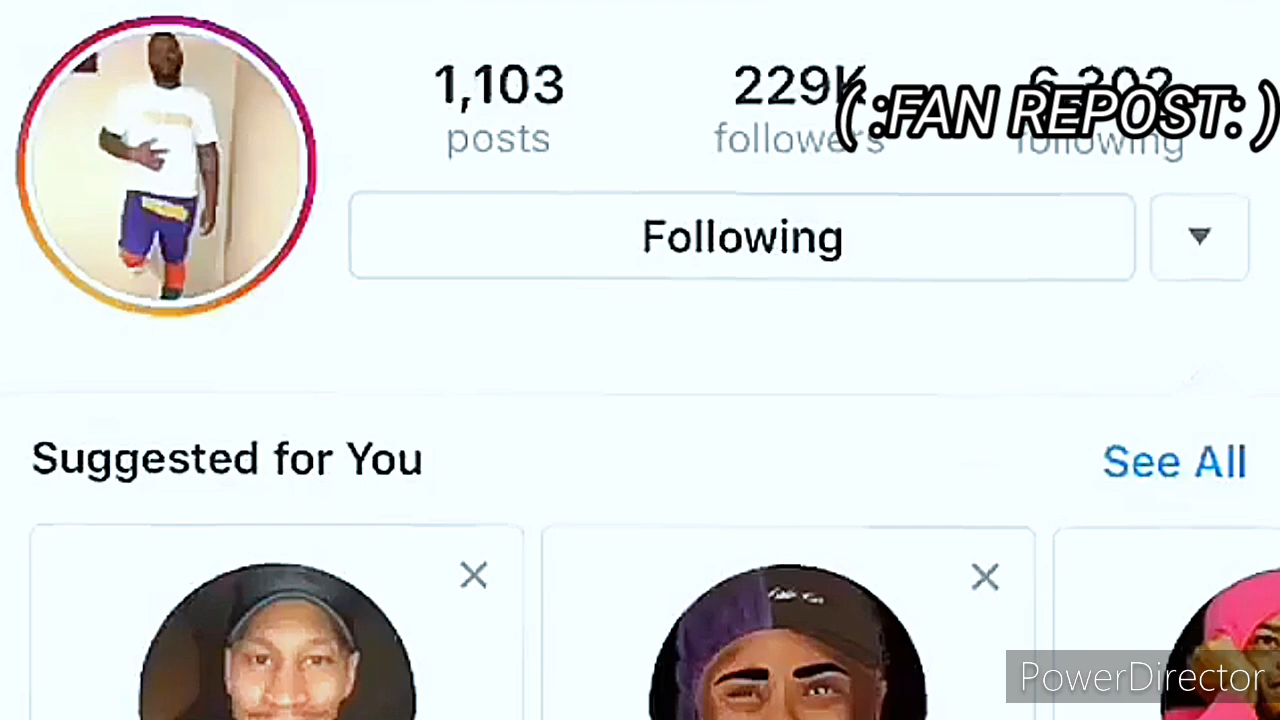 1,103
229K
posts
followers
following
(:FAN REPOST:)
Following
Suggested for You
See All
PowerDirector